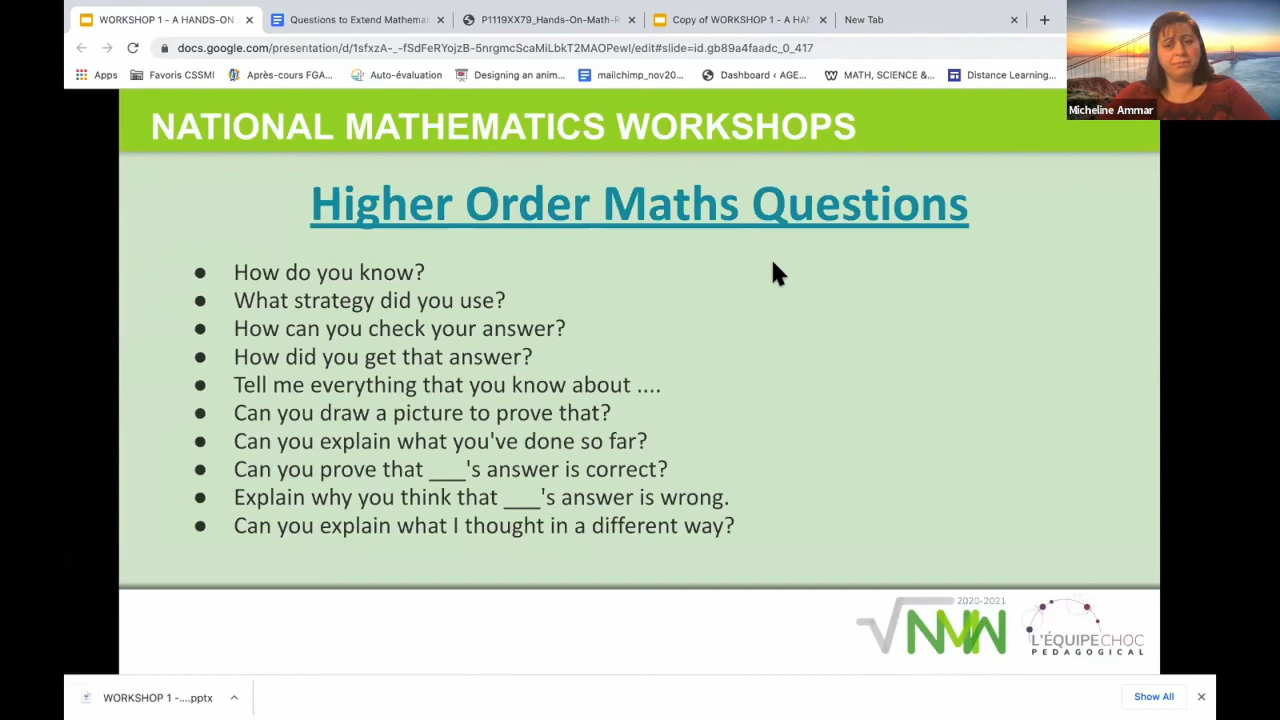 WORKSHOP 1 - A HANDS-ON
Questions to Extend Mathema
P1119XX79_Hands-On-Math-R
Copy of WORKSHOP 1 - A HAN
New Tab
docs.google.com/presentation/d/1sfxzA-_-fSdFeRYojzB-5nrgmcScaMiLbkT2MAOPewI/edit#slide=id.gb89a4faadc_0_417
Apps
Favoris CSSMI
Après-cours FGA...
Auto-évaluation
Designing an anim...
mailchimp_nov20...
Dashboard ‹ AGE...
MATH, SCIENCE &...
Distance Learning...
Micheline Ammar
NATIONAL MATHEMATICS WORKSHOPS
Higher Order Maths Questions
● How do you know?
● What strategy did you use?
● How can you check your answer?
● How did you get that answer?
● Tell me everything that you know about ....
● Can you draw a picture to prove that?
● Can you explain what you've done so far?
● Can you prove that ___'s answer is correct?
● Explain why you think that ___'s answer is wrong.
● Can you explain what I thought in a different way?
2020-2021
NMW
L'ÉQUIPECHOC
PEDAGOGICAL
WORKSHOP 1 -....pptx
Show All